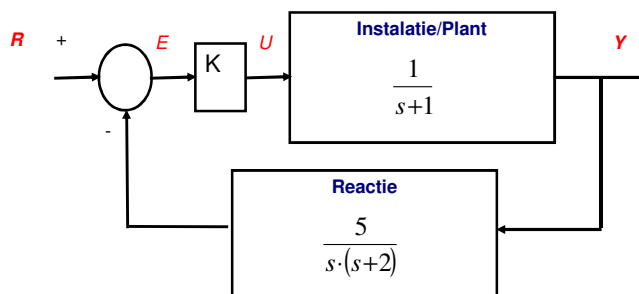 R + E K U Instalatie/Plant Y
1
s+1
-
Reactie
5
s·(s+2)